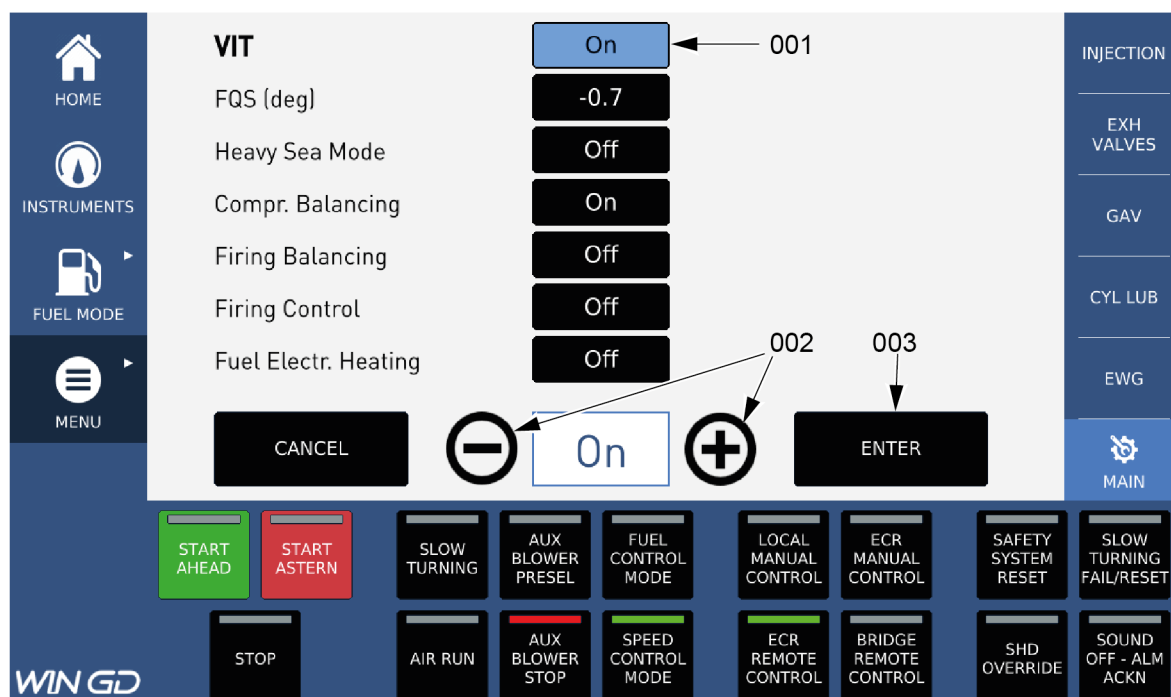 VIT
On
001
FQS (deg)
-0.7
Heavy Sea Mode
Off
Compr. Balancing
On
Firing Balancing
Off
Firing Control
Off
Fuel Electr. Heating
Off
002
003
CANCEL
On
ENTER
HOME
INSTRUMENTS
FUEL MODE
MENU
INJECTION
EXH
VALVES
GAV
CYL LUB
EWG
MAIN
START
AHEAD
START
ASTERN
SLOW
TURNING
AUX
BLOWER
PRESEL
FUEL
CONTROL
MODE
LOCAL
MANUAL
CONTROL
ECR
MANUAL
CONTROL
SAFETY
SYSTEM
RESET
SLOW
TURNING
FAIL/RESET
STOP
AIR RUN
AUX
BLOWER
STOP
SPEED
CONTROL
MODE
ECR
REMOTE
CONTROL
BRIDGE
REMOTE
CONTROL
SHD
OVERRIDE
SOUND
OFF - ALM
ACKN
WIN GD